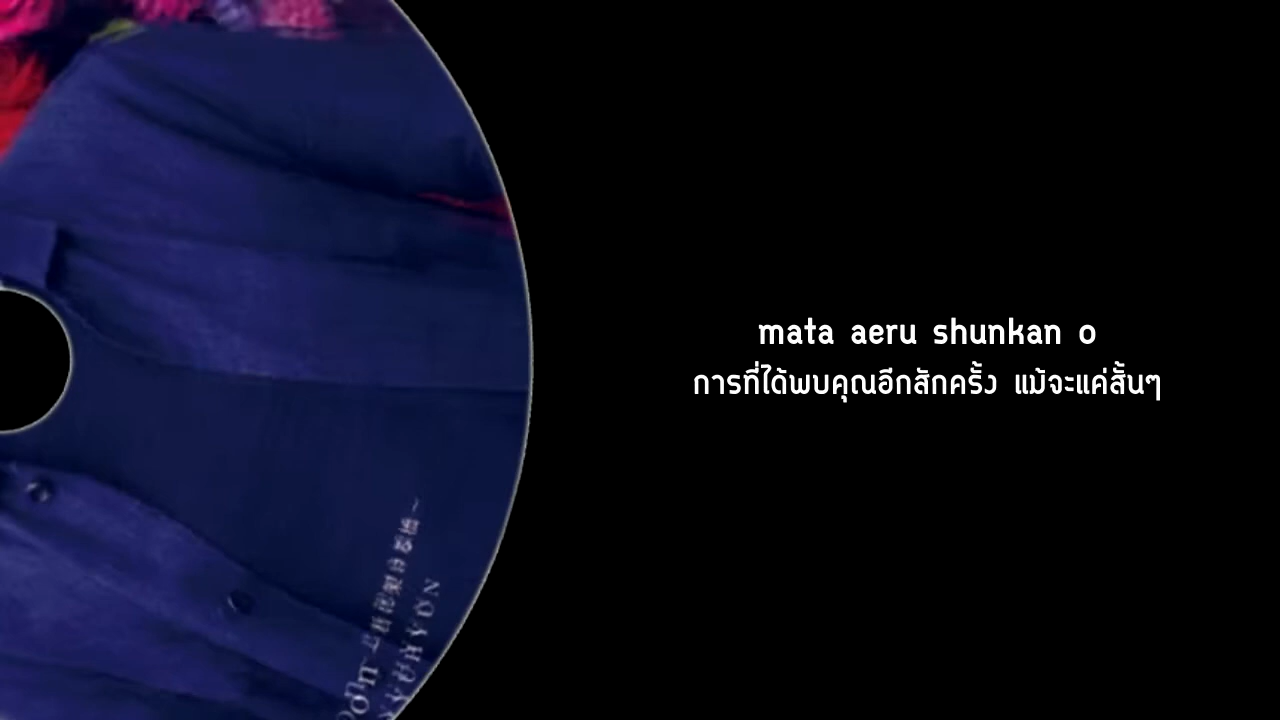 mata aeru shunkan o
การที่ได้พบคุณอีกสักครั้ง แม้จะแค่สั้นๆ